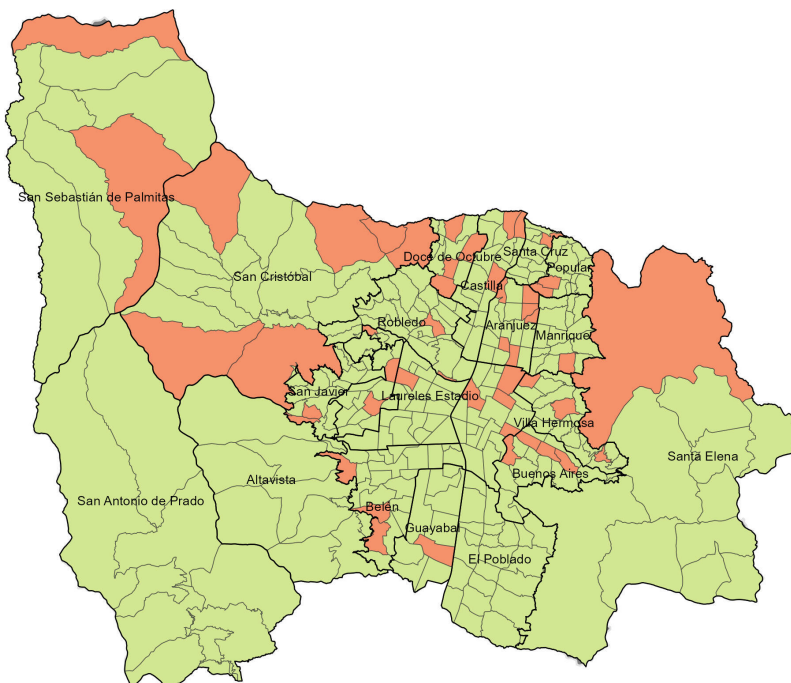 San Sebastián de Palmitas
Doce de Octubre
Santa Cruz
Popular
San Cristóbal
Castilla
Robledo
Aranjuez
Manrique
San Javier
Laureles Estadio
Villa Hermosa
Santa Elena
Buenos Aires
Altavista
San Antonio de Prado
Belén
Guayabal
El Poblado